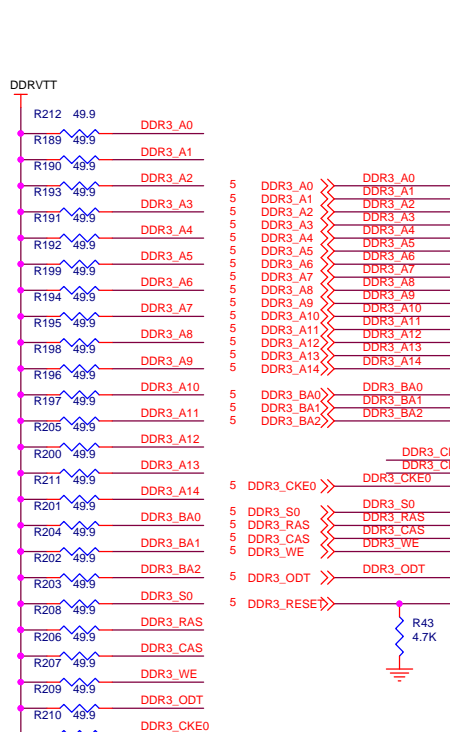 DDRVTT
R212 49.9
DDR3_A0
R189 49.9
DDR3_A1
R190 49.9
DDR3_A2
R193 49.9
DDR3_A3
R191 49.9
DDR3_A4
R192 49.9
DDR3_A5
R199 49.9
DDR3_A6
R194 49.9
DDR3_A7
R195 49.9
DDR3_A8
R198 49.9
DDR3_A9
R196 49.9
DDR3_A10
R197 49.9
DDR3_A11
R205 49.9
DDR3_A12
R200 49.9
DDR3_A13
R211 49.9
DDR3_A14
R201 49.9
DDR3_BA0
R204 49.9
DDR3_BA1
R202 49.9
DDR3_BA2
R203 49.9
DDR3_S0
R208 49.9
DDR3_RAS
R206 49.9
DDR3_CAS
R207 49.9
DDR3_WE
R209 49.9
DDR3_ODT
R210 49.9
DDR3_CKE0
5 DDR3_A0 DDR3_A0
5 DDR3_A1 DDR3_A1
5 DDR3_A2 DDR3_A2
5 DDR3_A3 DDR3_A3
5 DDR3_A4 DDR3_A4
5 DDR3_A5 DDR3_A5
5 DDR3_A6 DDR3_A6
5 DDR3_A7 DDR3_A7
5 DDR3_A8 DDR3_A8
5 DDR3_A9 DDR3_A9
5 DDR3_A10 DDR3_A10
5 DDR3_A11 DDR3_A11
5 DDR3_A12 DDR3_A12
5 DDR3_A13 DDR3_A13
5 DDR3_A14 DDR3_A14
5 DDR3_BA0 DDR3_BA0
5 DDR3_BA1 DDR3_BA1
5 DDR3_BA2 DDR3_BA2
5 DDR3_CKE0 DDR3_CKE0
5 DDR3_S0 DDR3_S0
5 DDR3_RAS DDR3_RAS
5 DDR3_CAS DDR3_CAS
5 DDR3_WE DDR3_WE
5 DDR3_ODT DDR3_ODT
5 DDR3_RESET
R43
4.7K